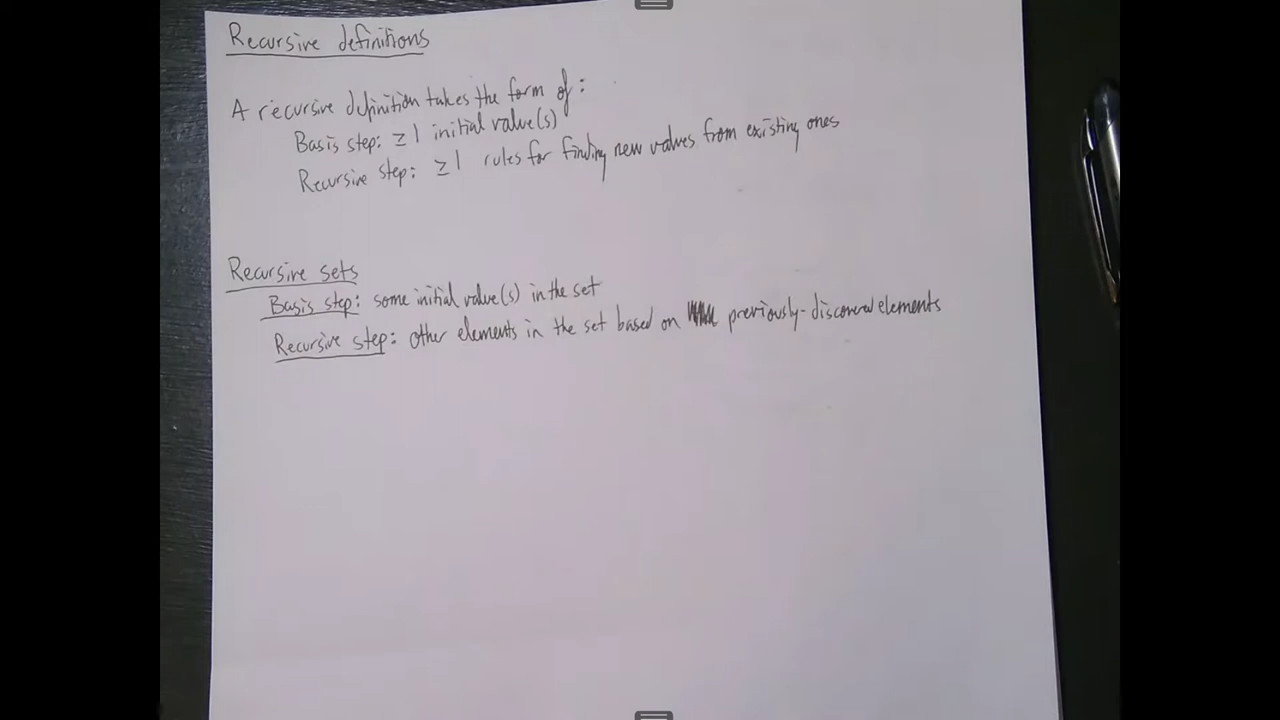 Recursive definitions
A recursive definition takes the form of:
Basis step: ≥1 initial value(s)
Recursive step: ≥1 rules for finding new values from existing ones
Recursive sets
Basis step: some initial value(s) in the set
Recursive step: other elements in the set based on previously-discovered elements